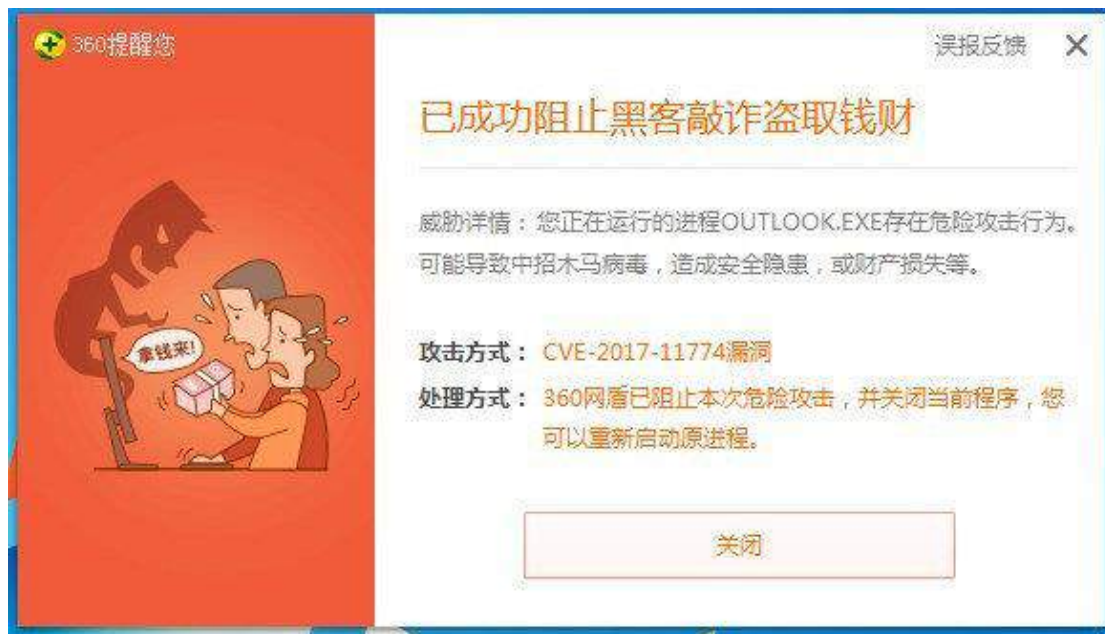 360提醒您
误报反馈
已成功阻止黑客敲诈盗取钱财
威胁详情：您正在运行的进程OUTLOOK.EXE存在危险攻击行为。
可能导致中招木马病毒，造成安全隐患，或财产损失等。
拿钱来!
攻击方式：CVE-2017-11774漏洞
处理方式：360网盾已阻止本次危险攻击，并关闭当前程序，您
可以重新启动原进程。
关闭